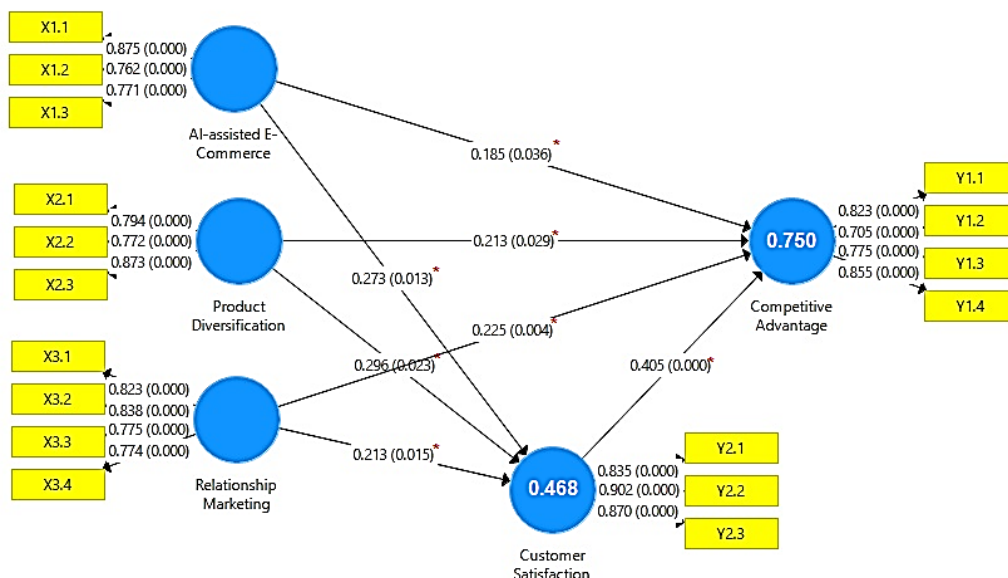 X1.1
X1.2
X1.3
0.875 (0.000)
0.762 (0.000)
0.771 (0.000)
AI-assisted E-
Commerce
X2.1
X2.2
X2.3
0.794 (0.000)
0.772 (0.000)
0.873 (0.000)
Product
Diversification
X3.1
X3.2
X3.3
X3.4
0.823 (0.000)
0.838 (0.000)
0.775 (0.000)
0.774 (0.000)
Relationship
Marketing
0.185 (0.036)*
0.213 (0.029)*
0.273 (0.013)*
0.225 (0.004)*
0.296 (0.023)*
0.405 (0.000)*
0.213 (0.015)*
0.750
Competitive
Advantage
0.823 (0.000)
0.705 (0.000)
0.775 (0.000)
0.855 (0.000)
Y1.1
Y1.2
Y1.3
Y1.4
0.468
Customer
Satisfaction
0.835 (0.000)
0.902 (0.000)
0.870 (0.000)
Y2.1
Y2.2
Y2.3